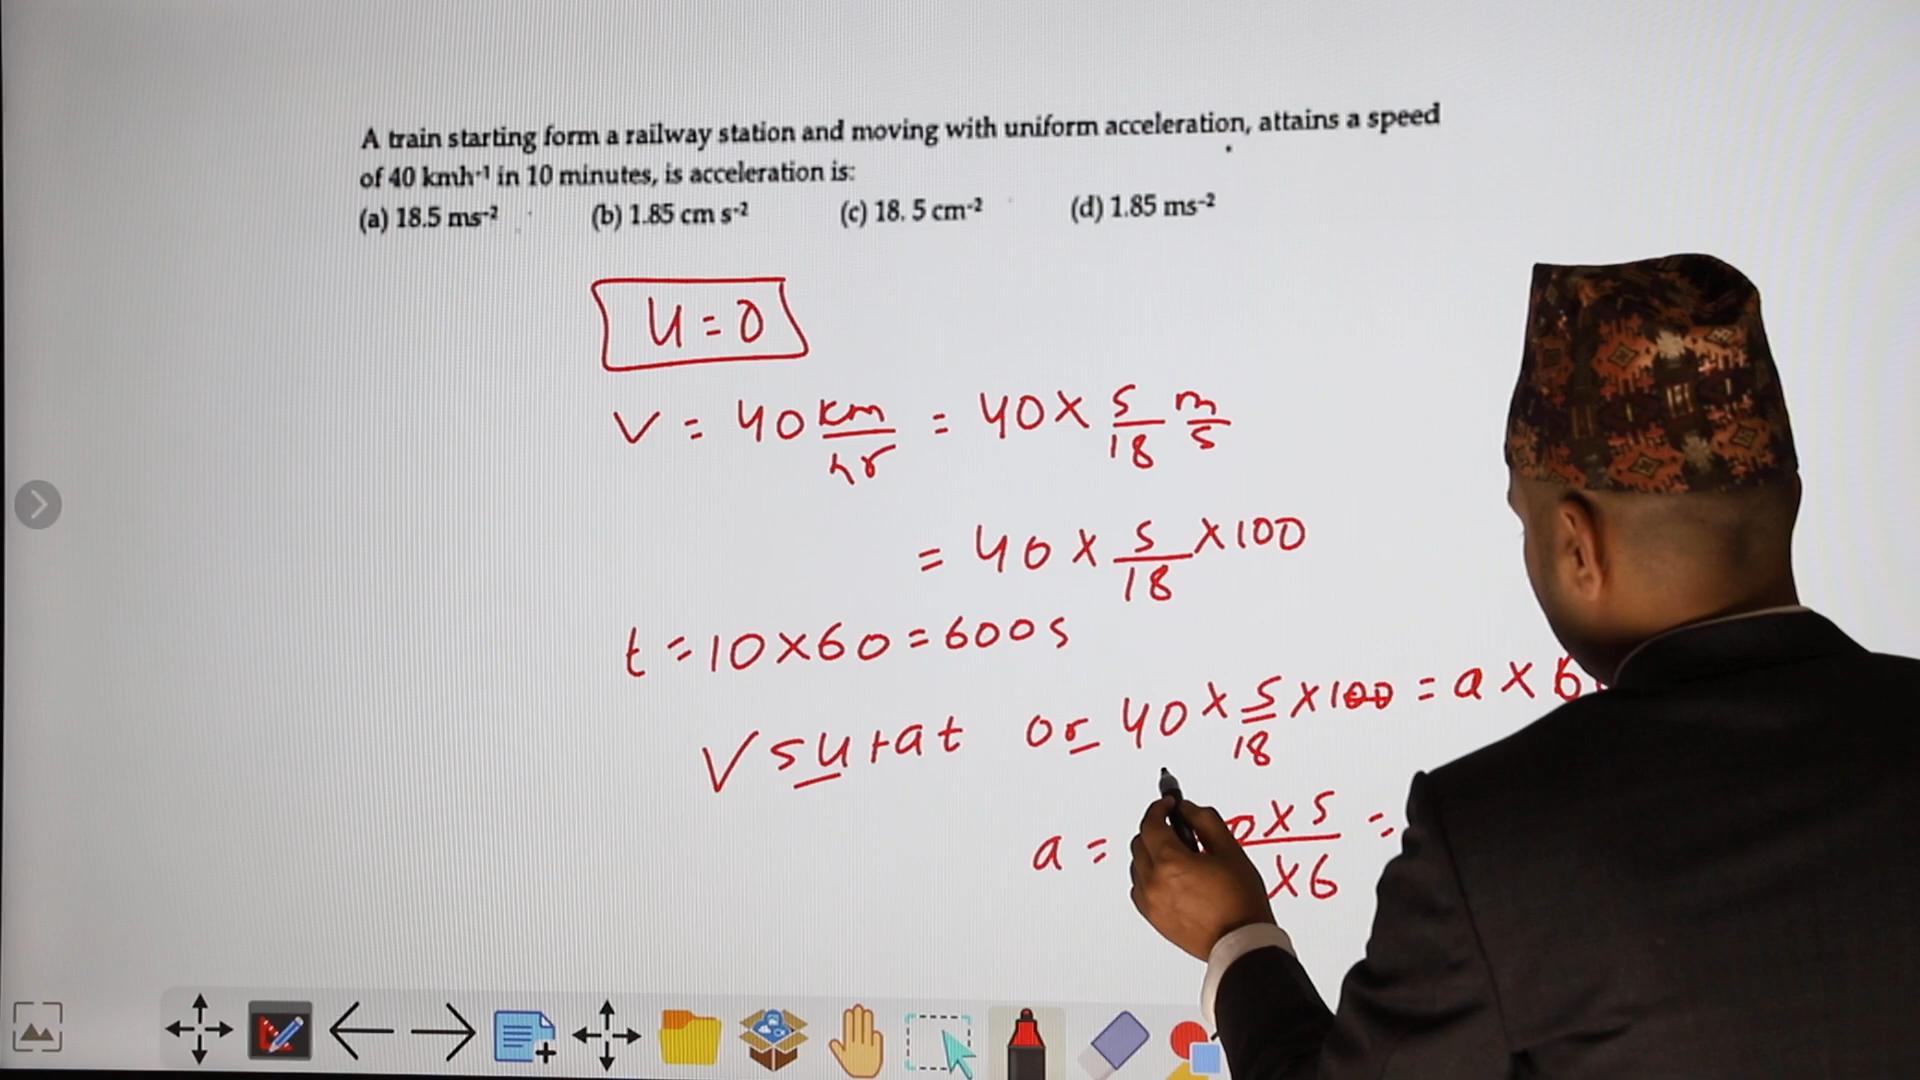 A train starting form a railway station and moving with uniform acceleration, attains a speed
of 40 kmh⁻¹ in 10 minutes, is acceleration is:
(a) 18.5 ms⁻² (b) 1.85 cm s⁻² (c) 18. 5 cm⁻² (d) 1.85 ms⁻²
u = 0
V = 40 km/hr = 40 × 5/18 m/s
= 40 × 5/18 × 100
t = 10 × 60 = 600 s
V = u + at or 40 × 5/18 × 100 = a × 6
a = 0 × 5 / × 6 =